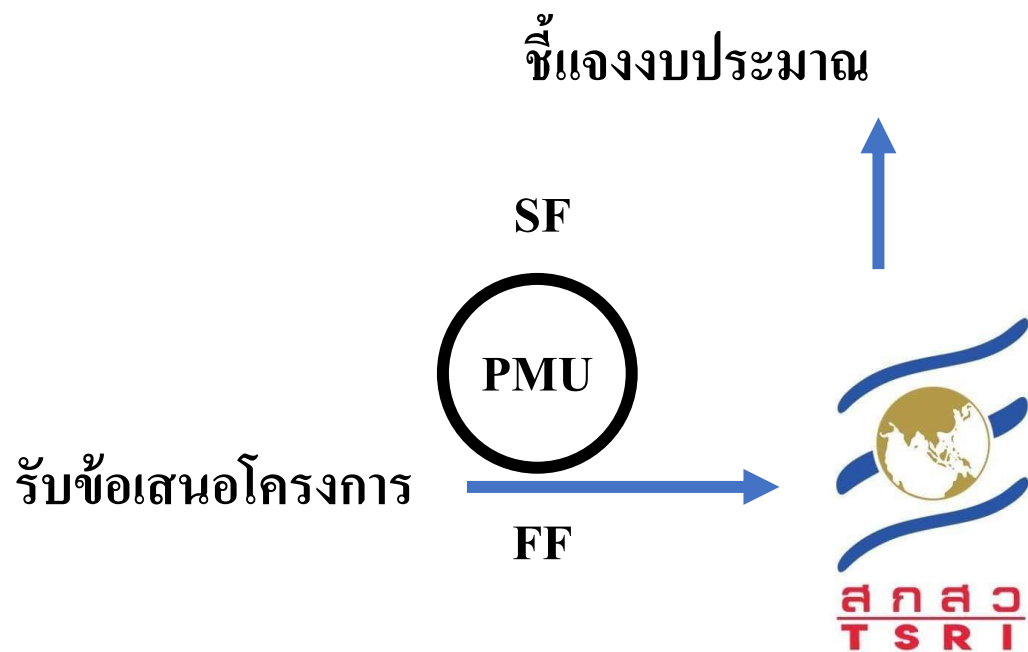 ชี้แจงงบประมาณ
SF
PMU
รับข้อเสนอโครงการ
FF
สกสว
TSRI